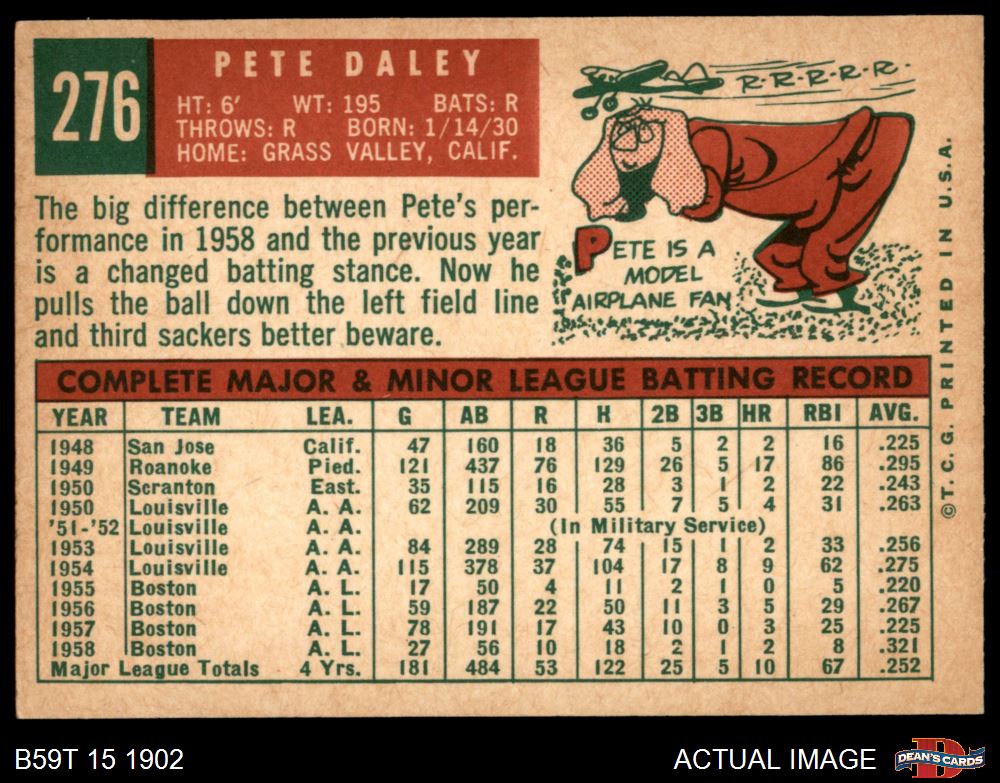 276
PETE DALEY
HT: 6' WT: 195 BATS: R
THROWS: R BORN: 1/14/30
HOME: GRASS VALLEY, CALIF.
The big difference between Pete's per-
formance in 1958 and the previous year
is a changed batting stance. Now he
pulls the ball down the left field line
and third sackers better beware.
R-R-R-R-R-
PETE IS A
MODEL
AIRPLANE FAN
COMPLETE MAJOR & MINOR LEAGUE BATTING RECORD
YEAR TEAM LEA. G AB R H 2B 3B HR RBI AVG.
1948 San Jose Calif. 47 160 18 36 5 2 2 16 .225
1949 Roanoke Pied. 121 437 76 129 26 5 17 86 .295
1950 Scranton East. 35 115 16 28 3 1 2 22 .243
1950 Louisville A. A. 62 209 30 55 7 5 4 31 .263
'51-'52 Louisville A. A. (In Military Service)
1953 Louisville A. A. 84 289 28 74 15 1 2 33 .256
1954 Louisville A. A. 115 378 37 104 17 8 9 62 .275
1955 Boston A. L. 17 50 4 11 2 1 0 5 .220
1956 Boston A. L. 59 187 22 50 11 3 5 29 .267
1957 Boston A. L. 78 191 17 43 10 0 3 25 .225
1958 Boston A. L. 27 56 10 18 2 1 2 8 .321
Major League Totals 4 Yrs. 181 484 53 122 25 5 10 67 .252
©T. C. G. PRINTED IN U.S.A.
B59T 15 1902
ACTUAL IMAGE
D
DEAN'S CARDS